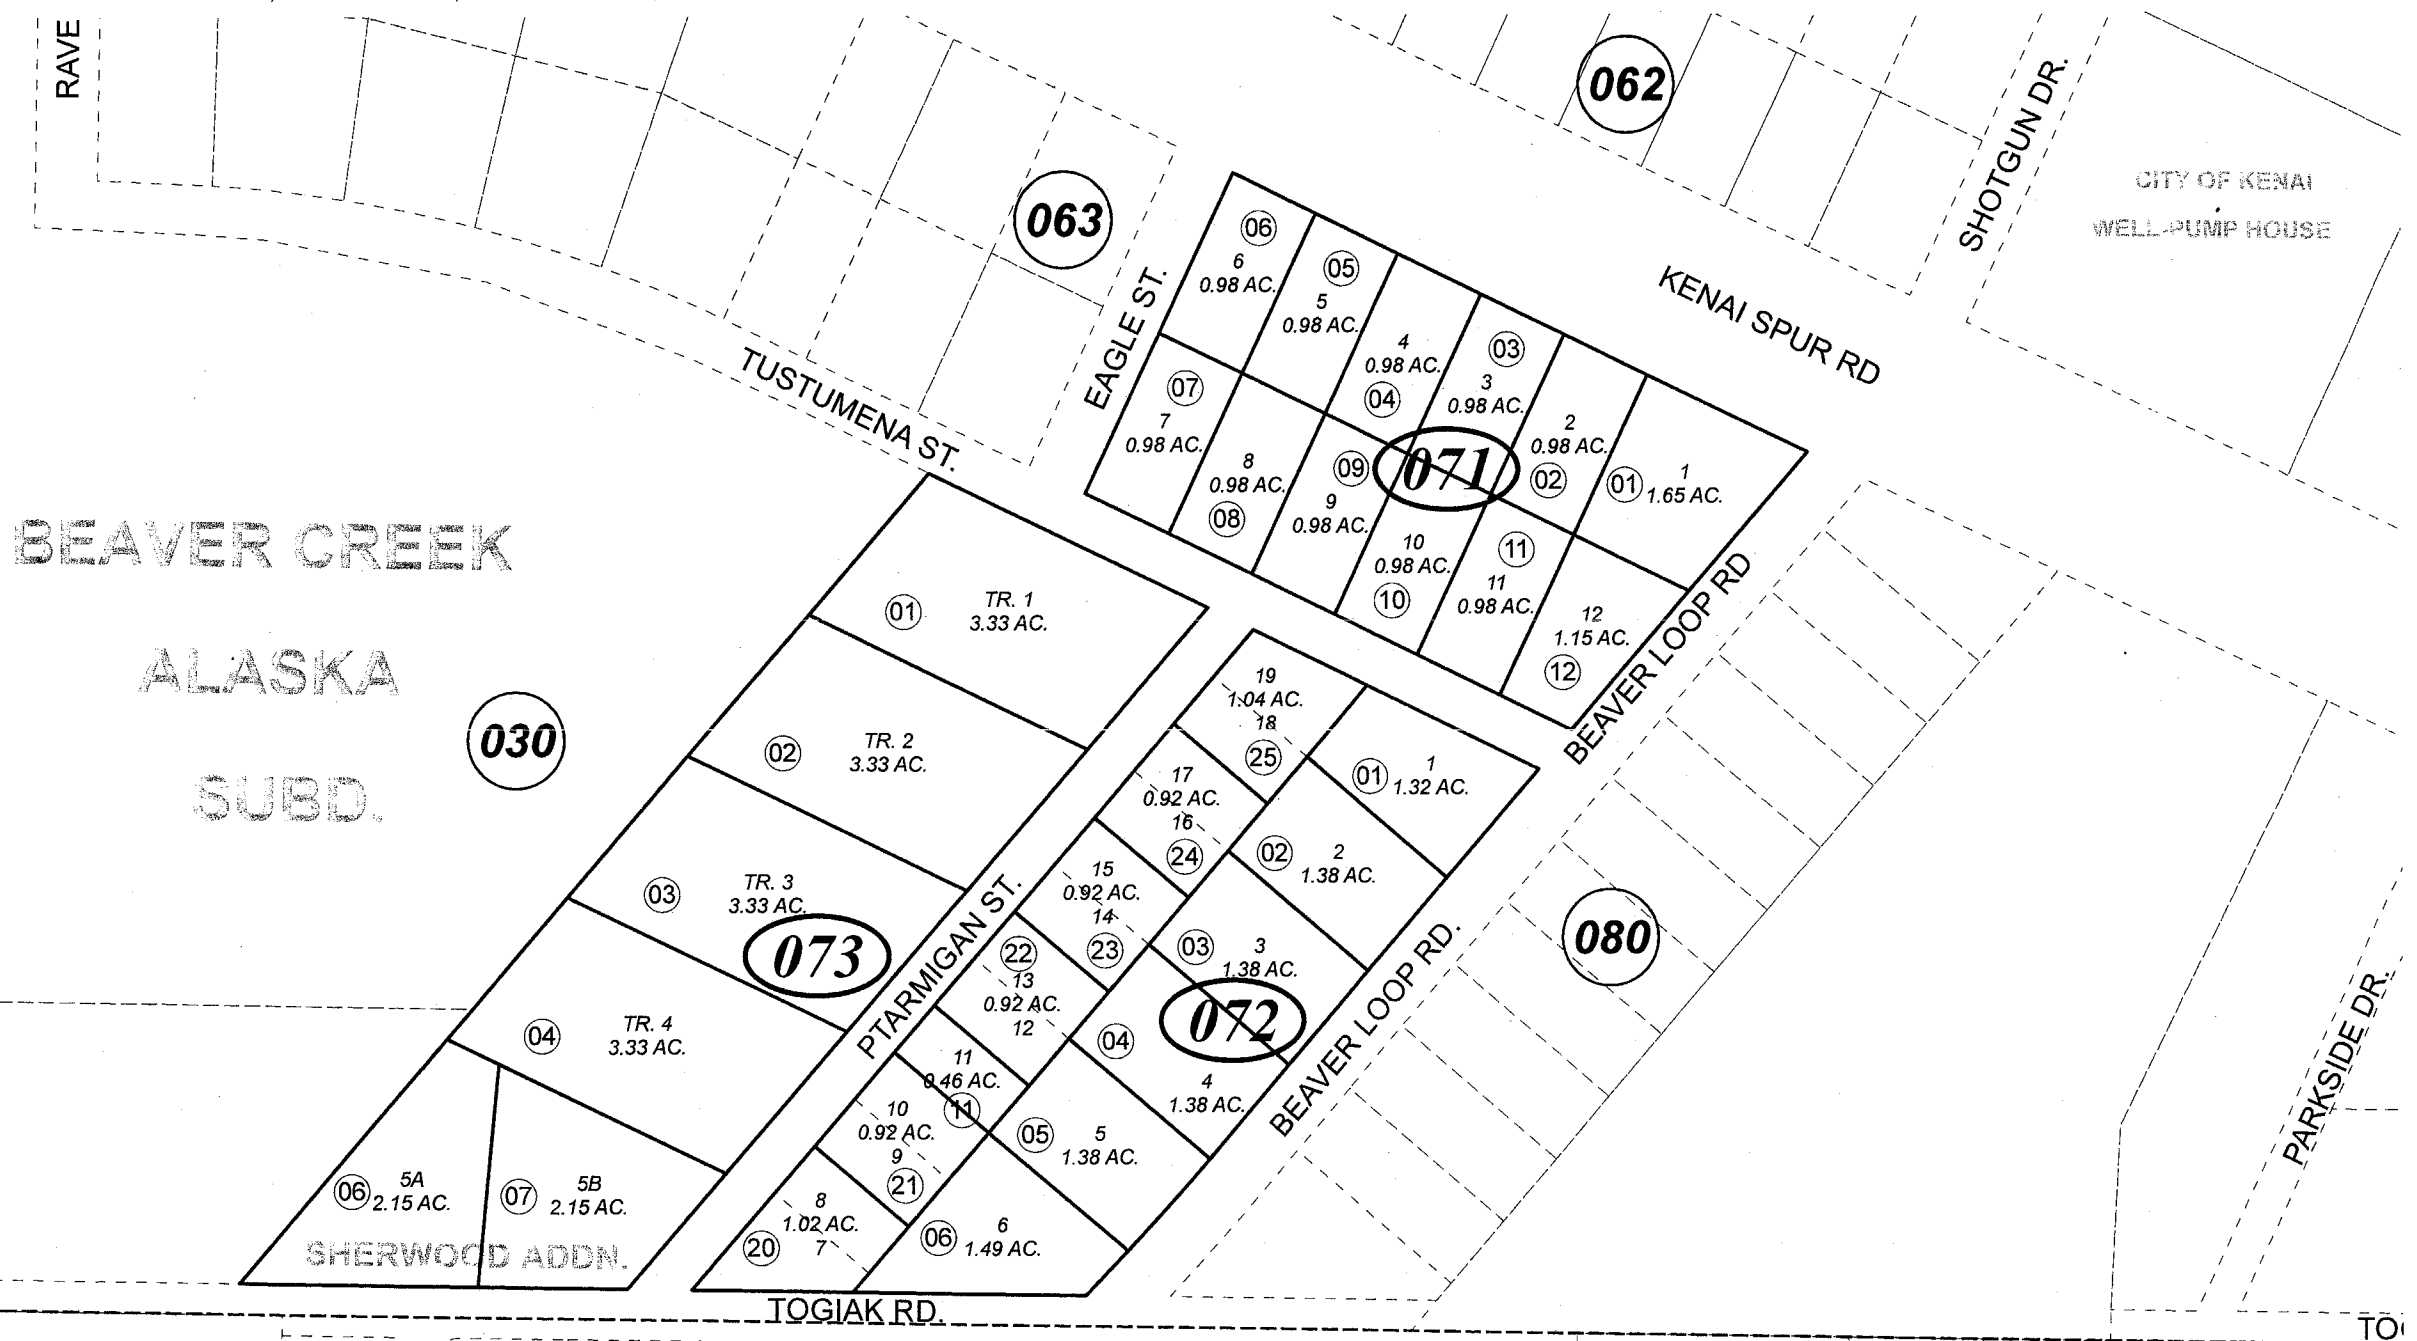 RAVE
062
SHOTGUN DR.
CITY OF KENAI
WELL-PUMP HOUSE
063
EAGLE ST.
KENAI SPUR RD
TUSTUMENA ST.
06
6
0.98 AC.
05
5
0.98 AC.
4
0.98 AC.
04
03
3
0.98 AC.
2
0.98 AC.
02
01
1
1.65 AC.
07
7
0.98 AC.
8
0.98 AC.
08
09
9
0.98 AC.
071
10
0.98 AC.
10
11
11
0.98 AC.
12
1.15 AC.
12
BEAVER LOOP RD
BEAVER CREEK
ALASKA
SUBD.
030
01
TR. 1
3.33 AC.
02
TR. 2
3.33 AC.
03
TR. 3
3.33 AC.
073
04
TR. 4
3.33 AC.
06
5A
2.15 AC.
07
5B
2.15 AC.
SHERWOOD ADDN.
PTARMIGAN ST.
19
1.04 AC.
18
25
17
0.92 AC.
16
24
15
0.92 AC.
14
23
22
13
0.92 AC.
12
11
0.46 AC.
11
10
0.92 AC.
9
21
8
1.02 AC.
7
20
01
1
1.32 AC.
02
2
1.38 AC.
03
3
1.38 AC.
072
04
4
1.38 AC.
05
5
1.38 AC.
06
6
1.49 AC.
BEAVER LOOP RD.
080
PARKSIDE DR.
TOGIAK RD.
TO